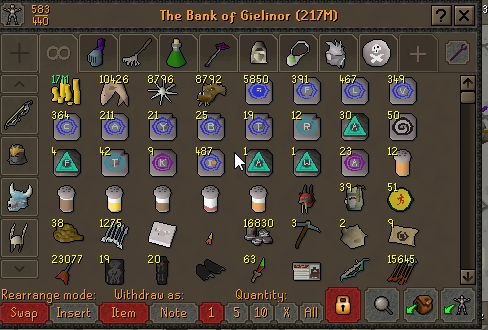 583
440
The Bank of Gielinor (217M)
?
17M 10426 8796 8792 5850 391 467 349
364 211 21 25 19 12 30 50
4 42 9 487 1 1 23 12
39 51
38 1275 16830 3 2 9
23077 19 20 63 15645
Rearrange mode: Withdraw as: Quantity:
Swap Insert Item Note 1 5 10 X All